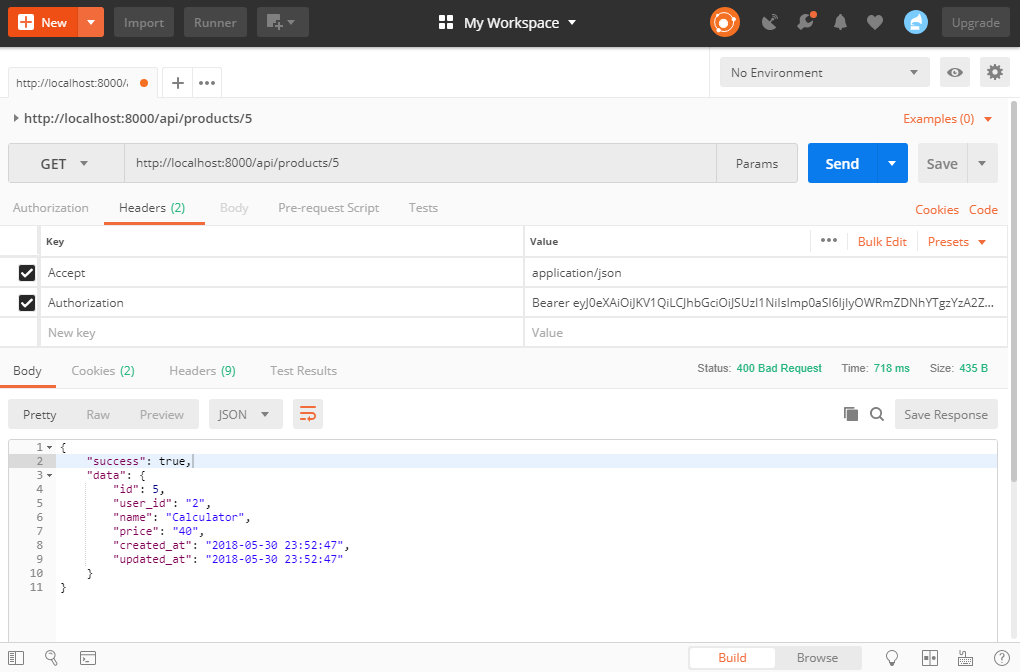 New Import Runner My Workspace Upgrade
http://localhost:8000/a No Environment
http://localhost:8000/api/products/5 Examples (0)
GET http://localhost:8000/api/products/5 Params Send Save
Authorization Headers (2) Body Pre-request Script Tests Cookies Code
Key Value Bulk Edit Presets
Accept application/json
Authorization Bearer
New key Value
Body Cookies (2) Headers (9) Test Results Status: 400 Bad Request Time: 718 ms Size: 435 B
Pretty Raw Preview JSON Save Response
1 {
2 "success": true,
3 "data": {
4 "id": 5,
5 "user_id": "2",
6 "name": "Calculator",
7 "price": "40",
8 "created_at": "2018-05-30 23:52:47",
9 "updated_at": "2018-05-30 23:52:47"
10 }
11 }
Build Browse